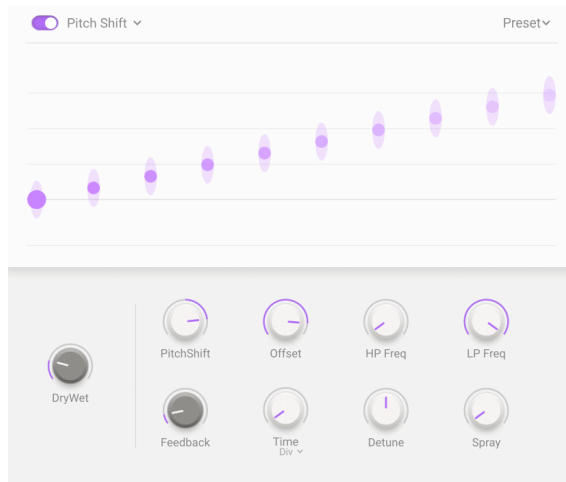 Pitch Shift
Preset
PitchShift
Offset
HP Freq
LP Freq
DryWet
Feedback
Time
Div
Detune
Spray